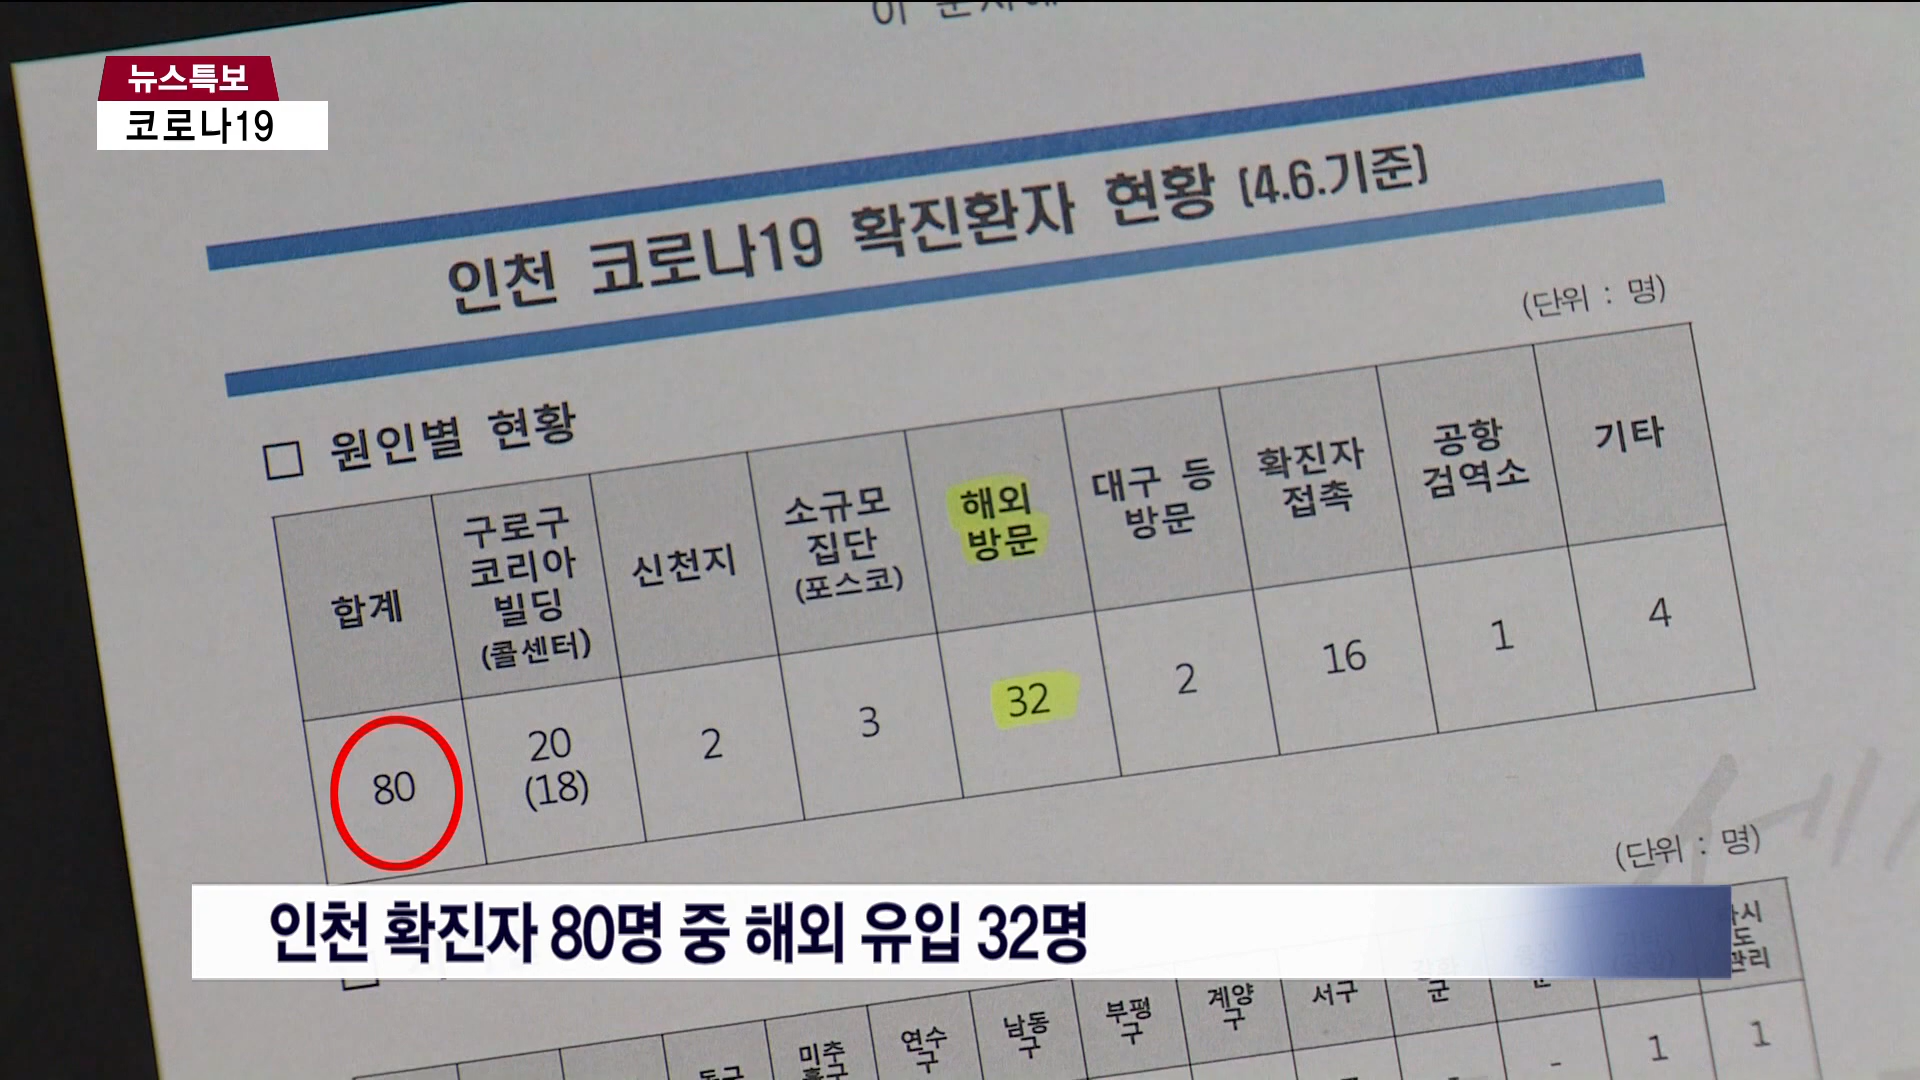 뉴스특보
코로나19
인천 코로나19 확진환자 현황 (4.6.기준)
(단위 : 명)
□ 원인별 현황
합계
구로구
코리아
빌딩
(콜센터)
신천지
소규모
집단
(포스코)
해외
방문
대구 등
방문
확진자
접촉
공항
검역소
기타
80
20
(18)
2
3
32
2
16
1
4
(단위 : 명)
인천 확진자 80명 중 해외 유입 32명
미추
연수
구
남동
구
부평
구
계양
구
서구
군
관리
-
1
1